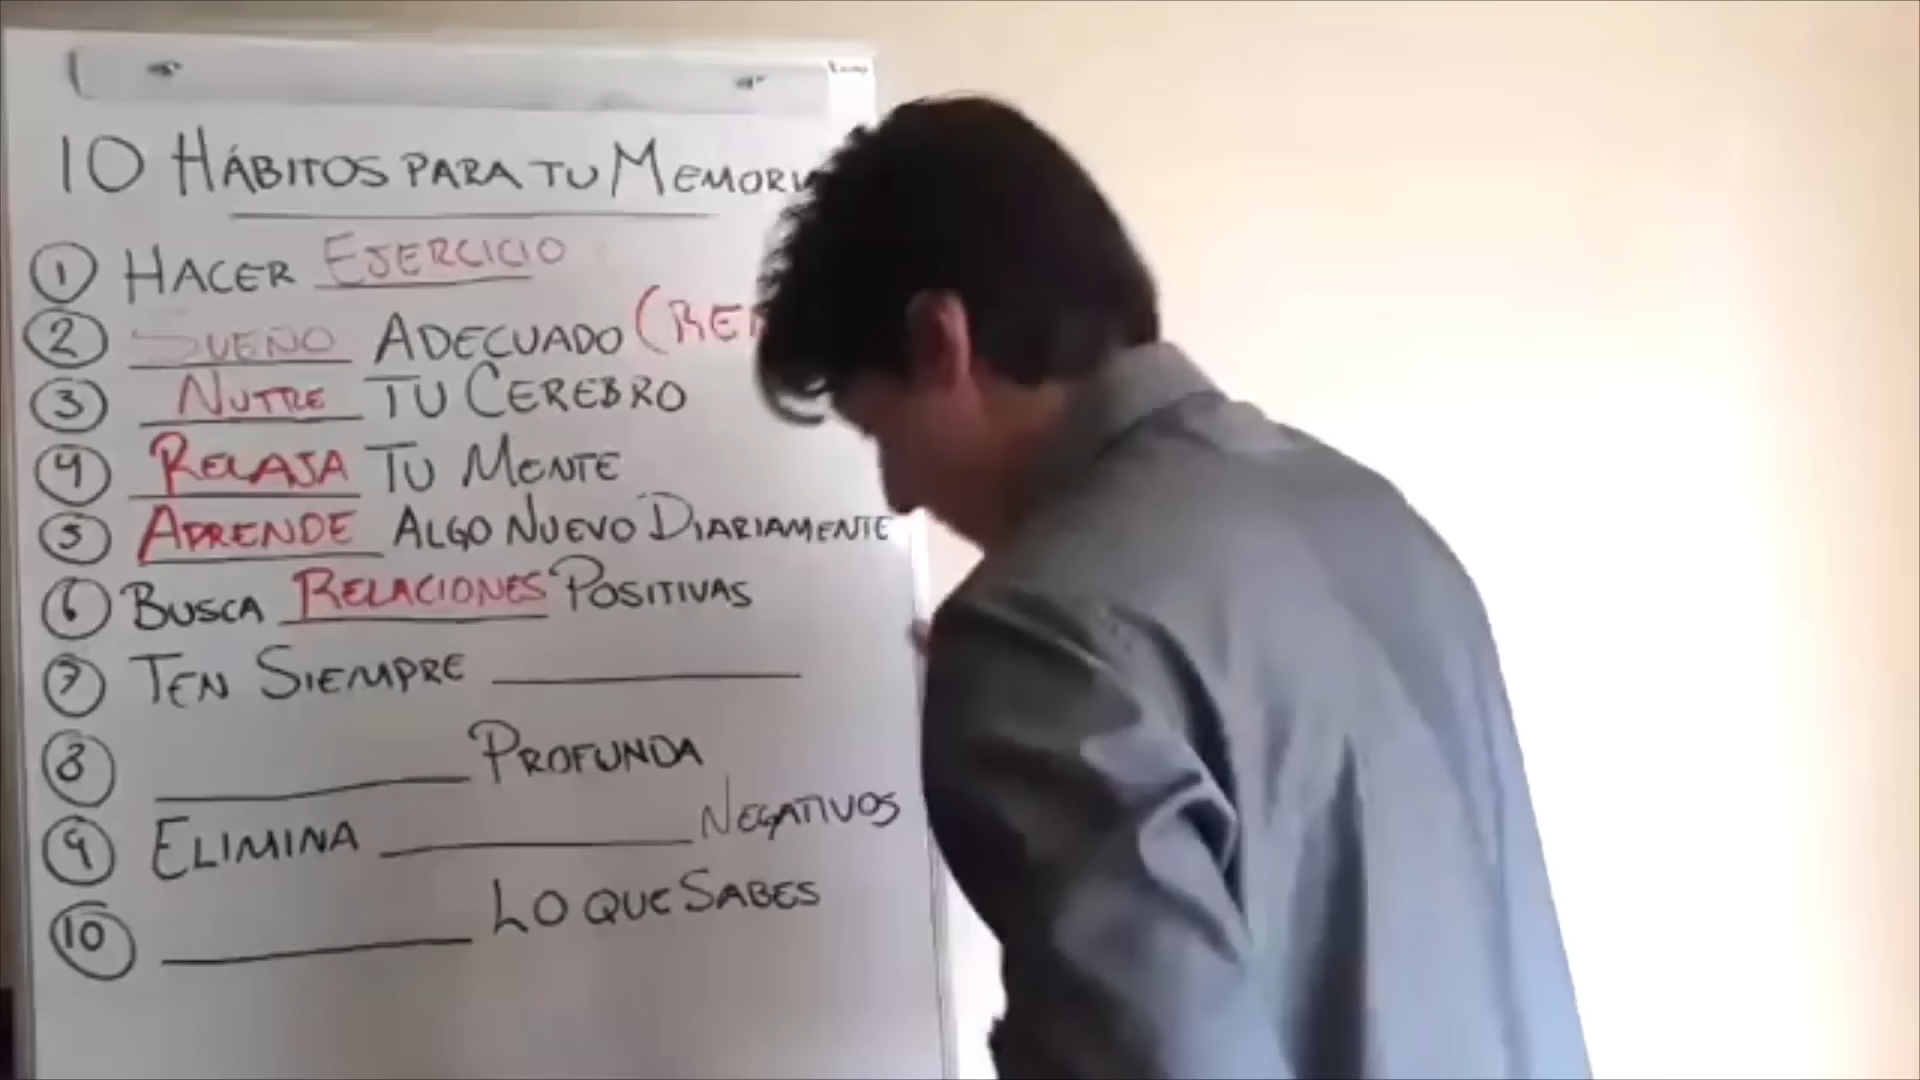 10 HÁBITOS PARA TU MEMORI
1 HACER EJERCICIO
2 SUEÑO ADECUADO (REM
3 NUTRE TU CEREBRO
4 RELAJA TU MENTE
5 APRENDE ALGO NUEVO DIARIAMENTE
6 BUSCA RELACIONES POSITIVAS
7 TEN SIEMPRE
8 PROFUNDA
9 ELIMINA NEGATIVOS
10 LO QUE SABES